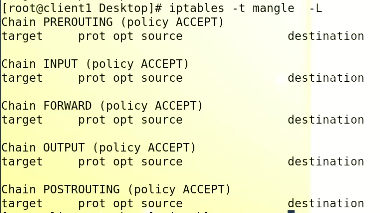 [root@client1 Desktop]# iptables -t mangle  -L
Chain PREROUTING (policy ACCEPT)
target     prot opt source               destination

Chain INPUT (policy ACCEPT)
target     prot opt source               destination

Chain FORWARD (policy ACCEPT)
target     prot opt source               destination

Chain OUTPUT (policy ACCEPT)
target     prot opt source               destination

Chain POSTROUTING (policy ACCEPT)
target     prot opt source               destination